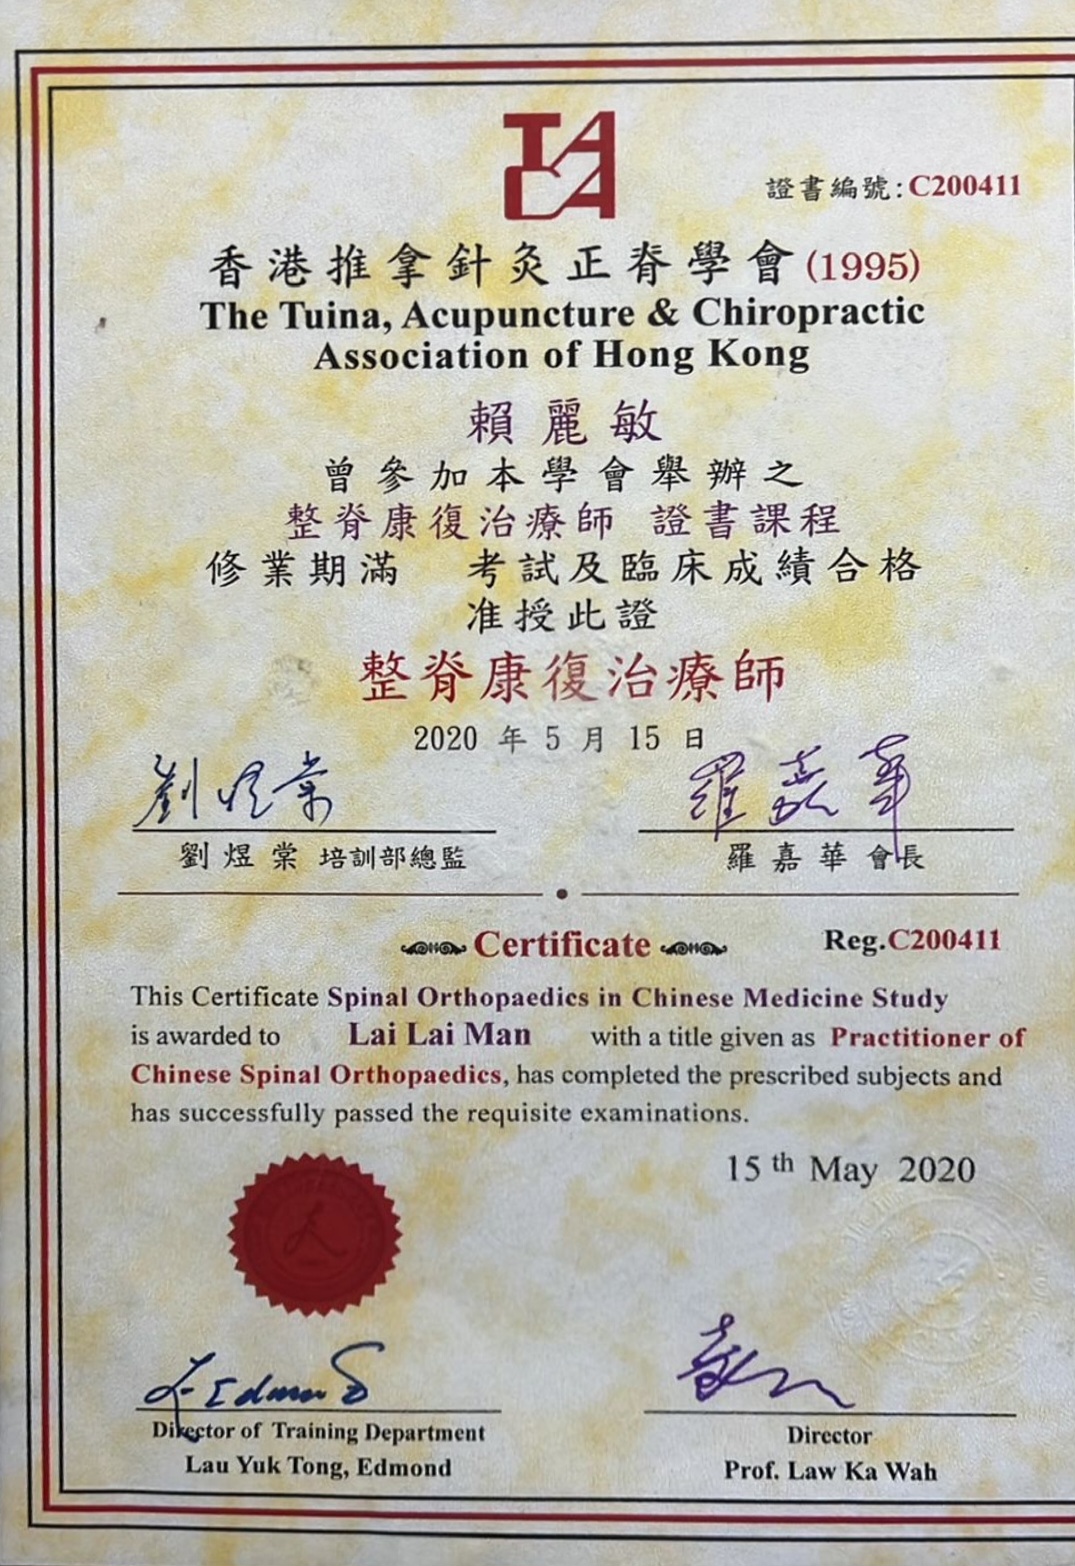 TACA
證書編號:C200411
香港推拿針灸正脊學會(1995)
The Tuina, Acupuncture & Chiropractic
Association of Hong Kong
賴麗敏
曾參加本學會舉辦之
整脊康復治療師 證書課程
修業期滿 考試及臨床成績合格
准授此證
整脊康復治療師
2020 年 5 月 15 日
劉煜棠 羅嘉華
劉煜棠 培訓部總監 羅嘉華 會長
Certificate Reg.C200411
This Certificate Spinal Orthopaedics in Chinese Medicine Study
is awarded to Lai Lai Man with a title given as Practitioner of
Chinese Spinal Orthopaedics, has completed the prescribed subjects and
has successfully passed the requisite examinations.
15th May 2020
Director of Training Department
Lau Yuk Tong, Edmond
Director
Prof. Law Ka Wah